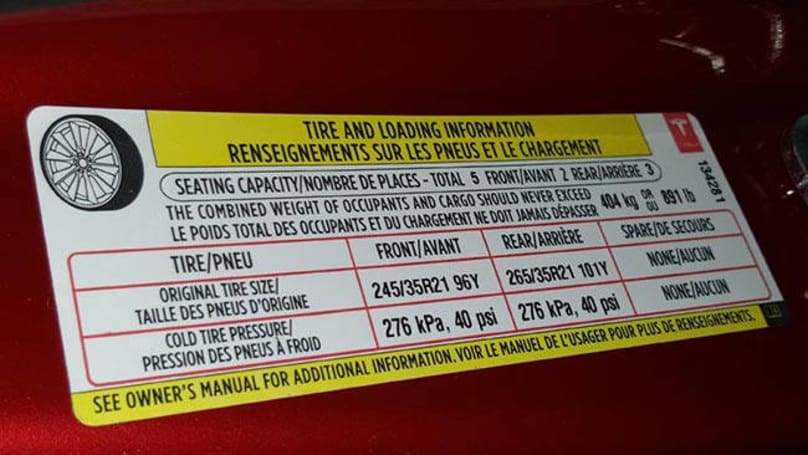 TIRE AND LOADING INFORMATION
RENSEIGNEMENTS SUR LES PNEUS ET LE CHARGEMENT
SEATING CAPACITY/NOMBRE DE PLACES - TOTAL 5 FRONT/AVANT 2 REAR/ARRIÈRE 3
THE COMBINED WEIGHT OF OCCUPANTS AND CARGO SHOULD NEVER EXCEED 404 kg OR 891 lb
LE POIDS TOTAL DES OCCUPANTS ET DU CHARGEMENT NE DOIT JAMAIS DÉPASSER OU
TIRE/PNEU FRONT/AVANT REAR/ARRIÈRE SPARE/DE SECOURS
ORIGINAL TIRE SIZE/
TAILLE DES PNEUS D'ORIGINE 245/35R21 96Y 265/35R21 101Y NONE/AUCUN
COLD TIRE PRESSURE/
PRESSION DES PNEUS À FROID 276 kPa, 40 psi 276 kPa, 40 psi NONE/AUCUN
SEE OWNER'S MANUAL FOR ADDITIONAL INFORMATION. VOIR LE MANUEL DE L'USAGER POUR PLUS DE RENSEIGNEMENTS.
134281